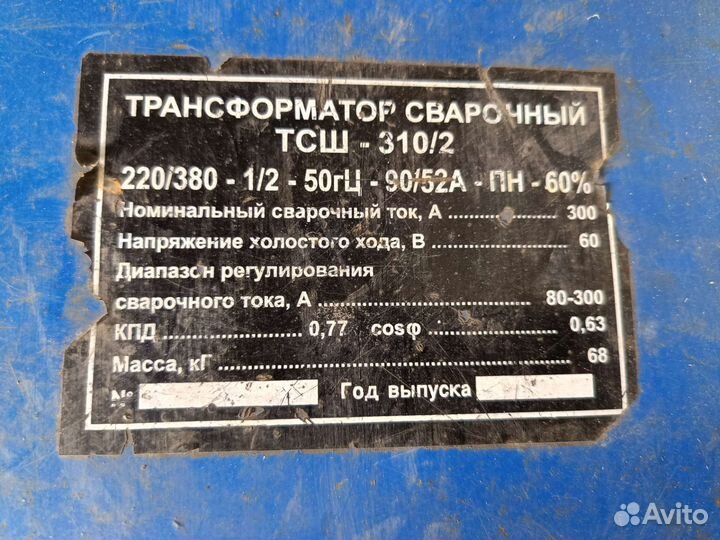 ТРАНСФОРМАТОР СВАРОЧНЫЙ
ТСШ - 310/2
220/380 - 1/2 - 50гЦ - 90/52А - ПН - 60%
Номинальный сварочный ток, А ........................ 300
Напряжение холостого хода, В ........................ 60
Диапазон регулирования
сварочного тока, А ........................ 80-300
КПД ........................ 0,77 cosφ ........................ 0,63
Масса, кГ ........................ 68
№ Год выпуска
Avito